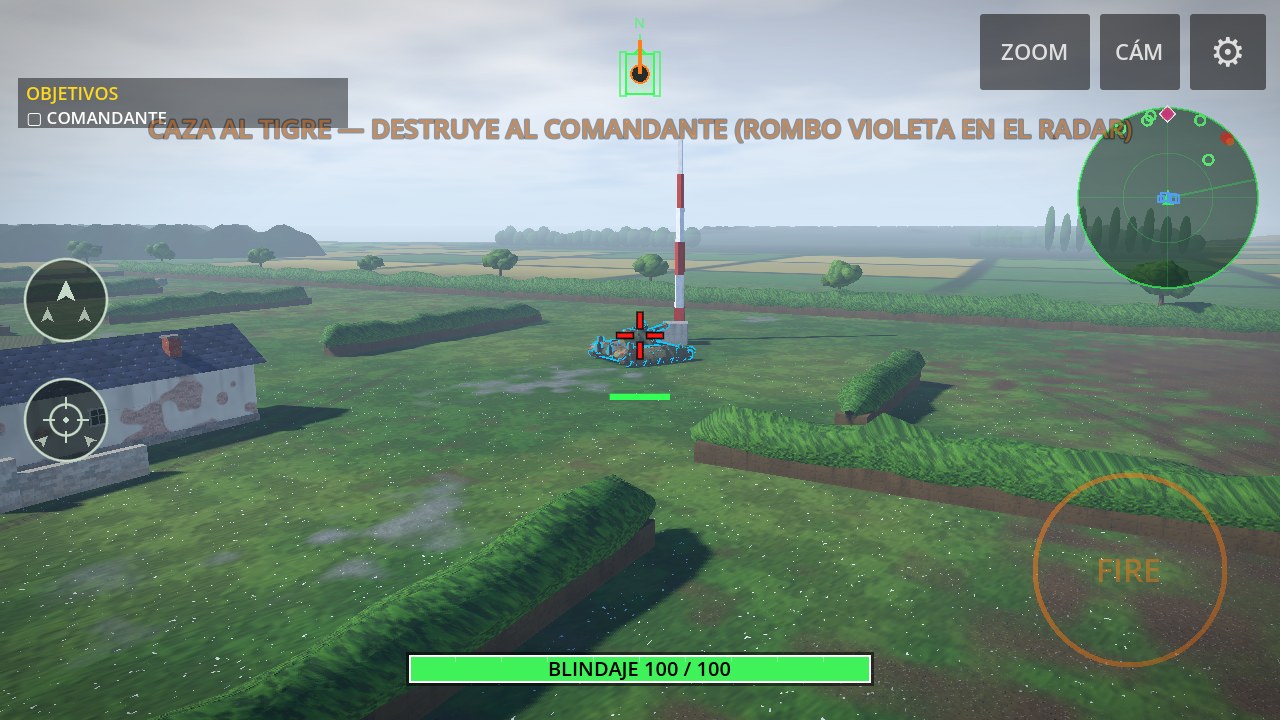 N
ZOOM
CÁM
OBJETIVOS
▢ COMANDANTE
CAZA AL TIGRE — DESTRUYE AL COMANDANTE (ROMBO VIOLETA EN EL RADAR)
FIRE
BLINDAJE 100 / 100